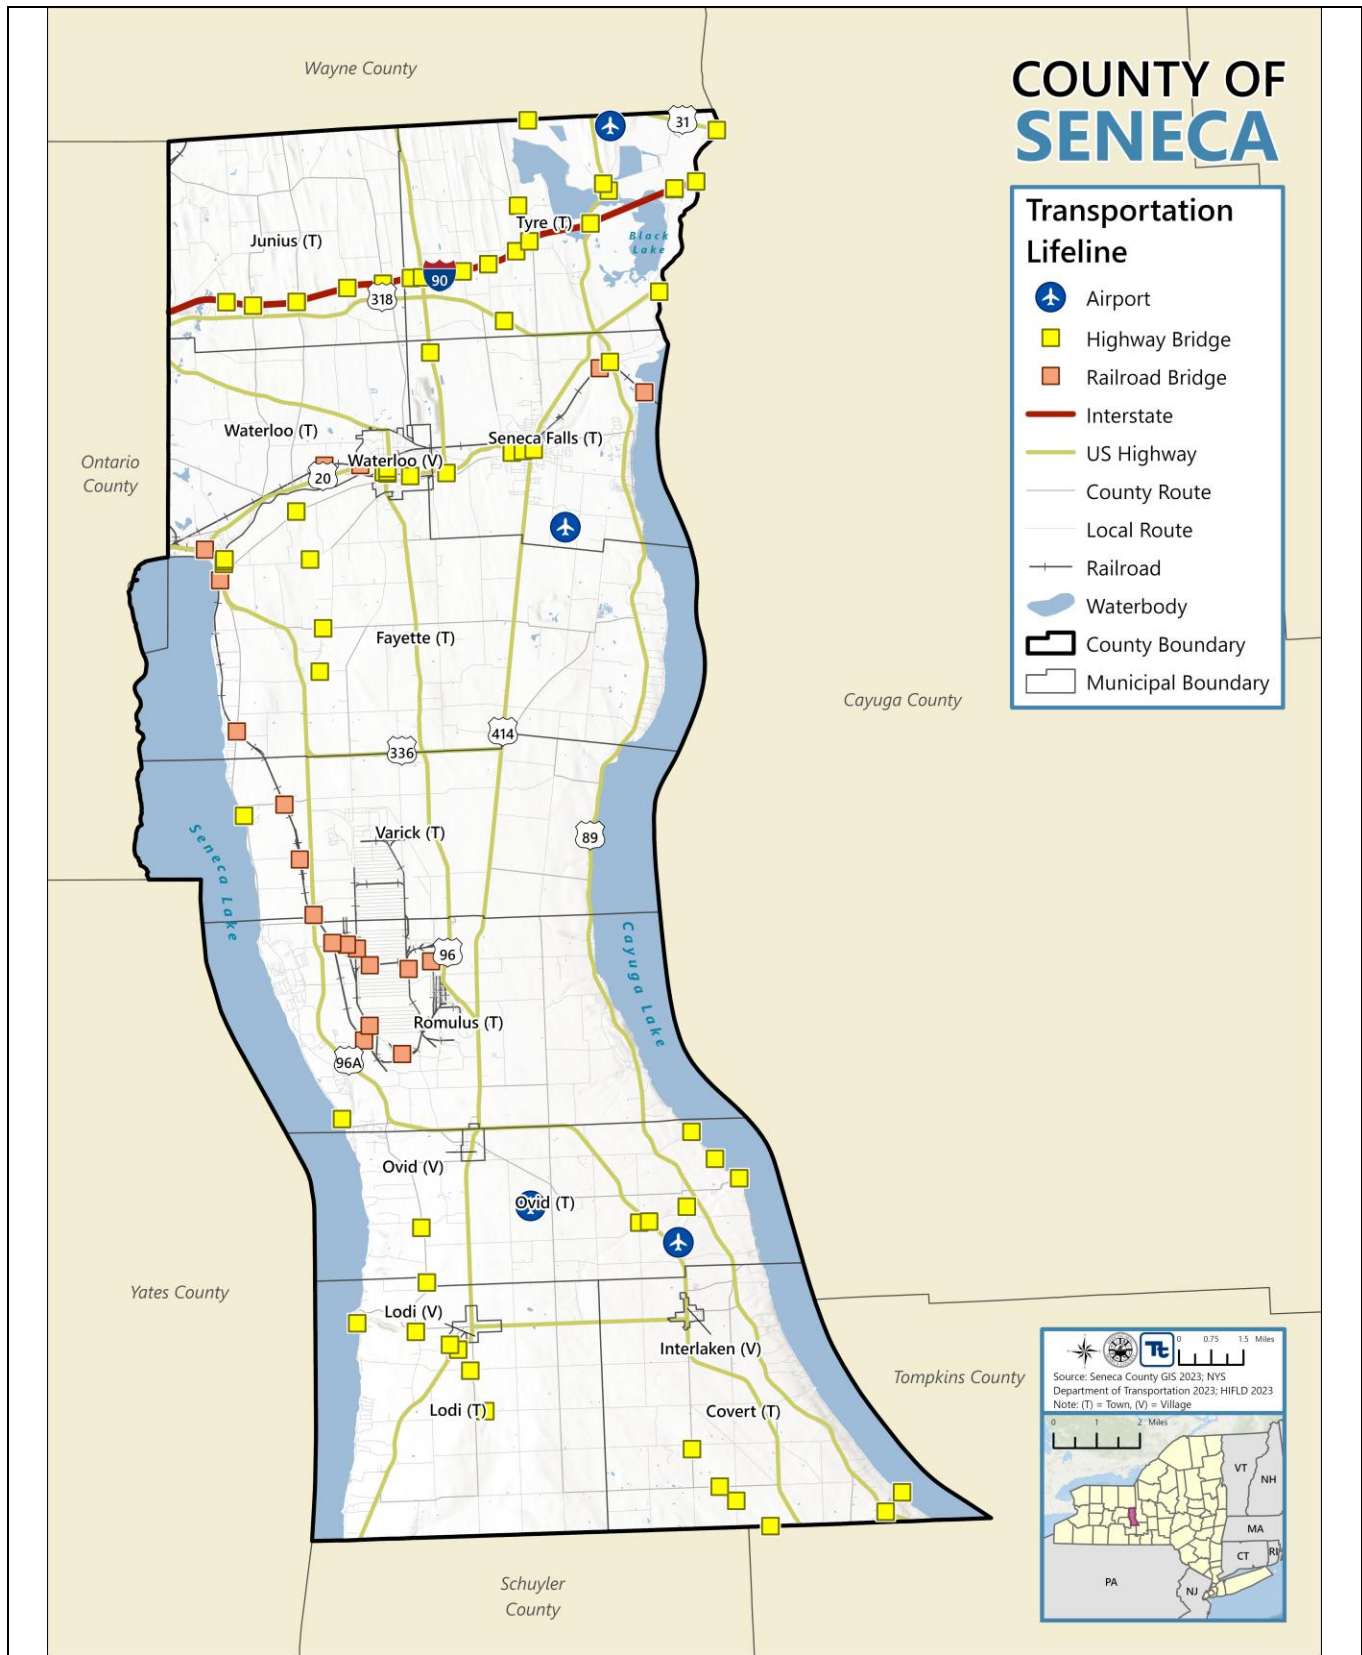 Wayne County
COUNTY OF
SENECA
31
Transportation
Lifeline
Airport
Highway Bridge
Railroad Bridge
Interstate
US Highway
County Route
Local Route
Railroad
Waterbody
County Boundary
Municipal Boundary
Tyre (T)
Junius (T)
Black
Lake
90
318
Waterloo (T)
Seneca Falls (T)
Waterloo (V)
20
Ontario
County
Fayette (T)
Cayuga County
414
336
Varick (T)
89
Seneca Lake
Cayuga Lake
96
Romulus (T)
96A
Ovid (V)
Ovid (T)
Yates County
Lodi (V)
Interlaken (V)
Tompkins County
Lodi (T)
Covert (T)
Schuyler
County
Tt
0 0.75 1.5 Miles
Source: Seneca County GIS 2023; NYS
Department of Transportation 2023; HIFLD 2023
Note: (T) = Town, (V) = Village
0 1 2 Miles
VT
NH
MA
CT
RI
PA
NJ